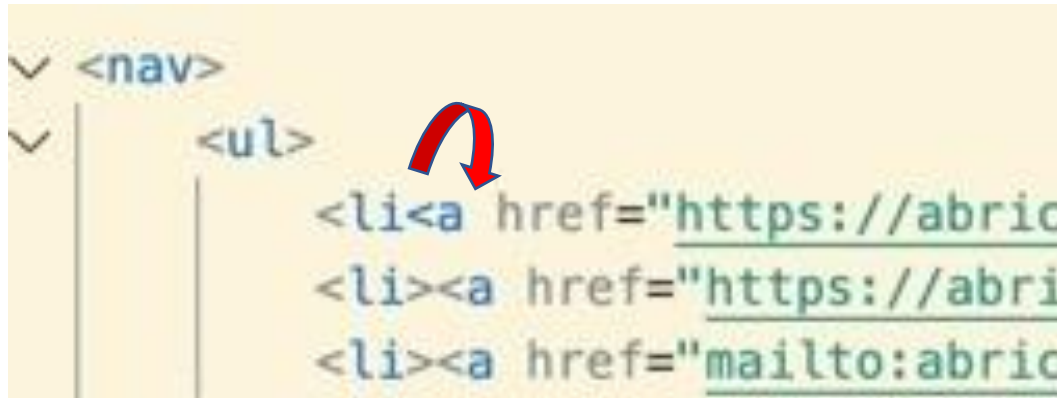 <nav>
<ul>
<li<a href="https://abric
<li><a href="https://abri
<li><a href="mailto:abric